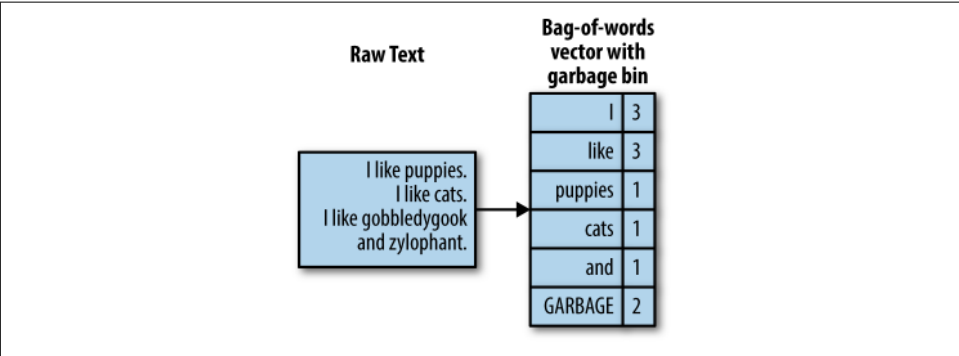 Raw Text
I like puppies.
I like cats.
I like gobbledygook
and zylophant.
Bag-of-words
vector with
garbage bin
I 3
like 3
puppies 1
cats 1
and 1
GARBAGE 2